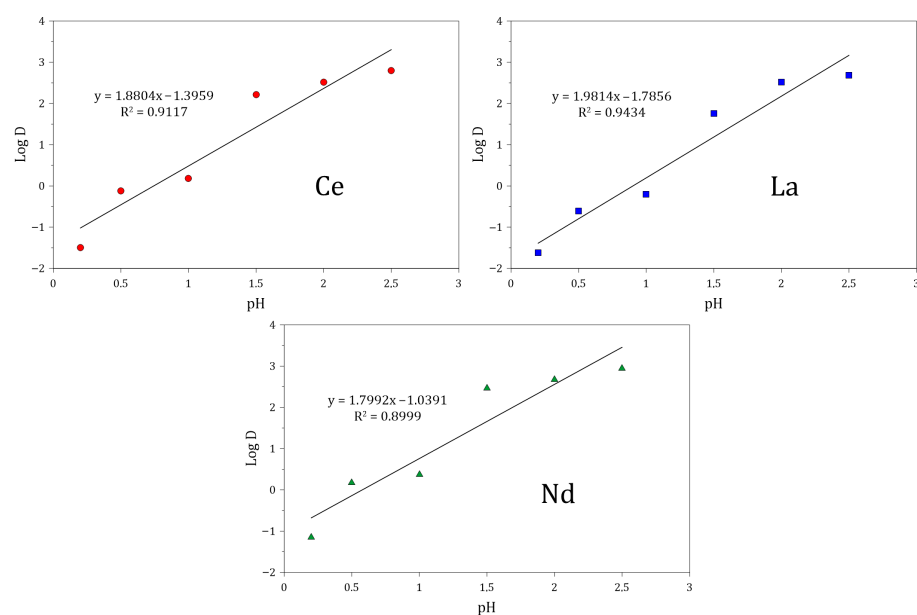 4
3
2
1
0
−1
−2
Log D
y = 1.8804x−1.3959
R² = 0.9117
Ce
0
0.5
1
1.5
2
2.5
3
pH
4
3
2
1
0
−1
−2
Log D
y = 1.9814x−1.7856
R² = 0.9434
La
0
0.5
1
1.5
2
2.5
3
pH
4
3
2
1
0
−1
−2
Log D
y = 1.7992x−1.0391
R² = 0.8999
Nd
0
0.5
1
1.5
2
2.5
3
pH